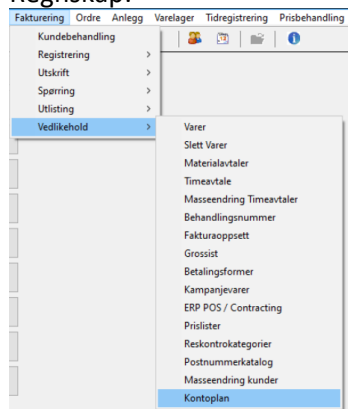 Regnskap.
Fakturering Ordre Anlegg Varelager Tidregistrering Prisbehandling
Kundebehandling
Registrering
Utskrift
Spørring
Utlisting
Vedlikehold
Varer
Slett Varer
Materialavtaler
Timeavtale
Masseendring Timeavtaler
Behandlingsnummer
Fakturaoppsett
Grossist
Betalingsformer
Kampanjevarer
ERP POS / Contracting
Prislister
Reskontrokategorier
Postnummerkatalog
Masseendring kunder
Kontoplan